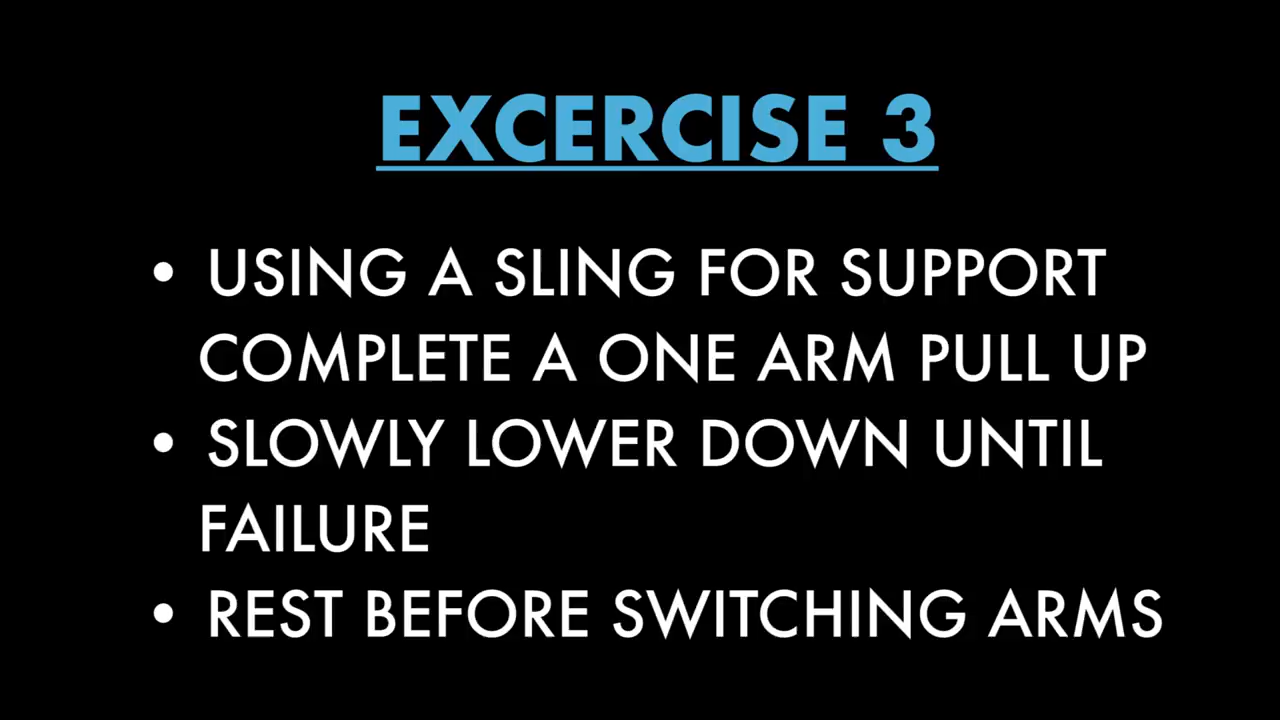 EXCERCISE 3
• USING A SLING FOR SUPPORT
COMPLETE A ONE ARM PULL UP
• SLOWLY LOWER DOWN UNTIL
FAILURE
• REST BEFORE SWITCHING ARMS